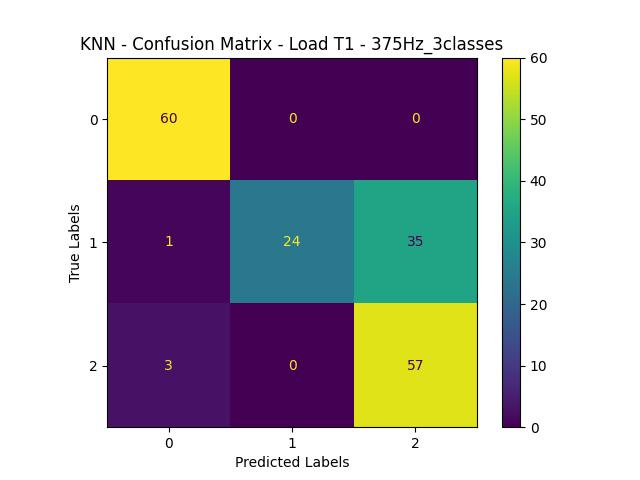 KNN - Confusion Matrix - Load T1 - 375Hz_3classes
60
0 60 0 0
50
40
True Labels
1 1 24 35
30
20
2 3 0 57
10
0
0 1 2
Predicted Labels